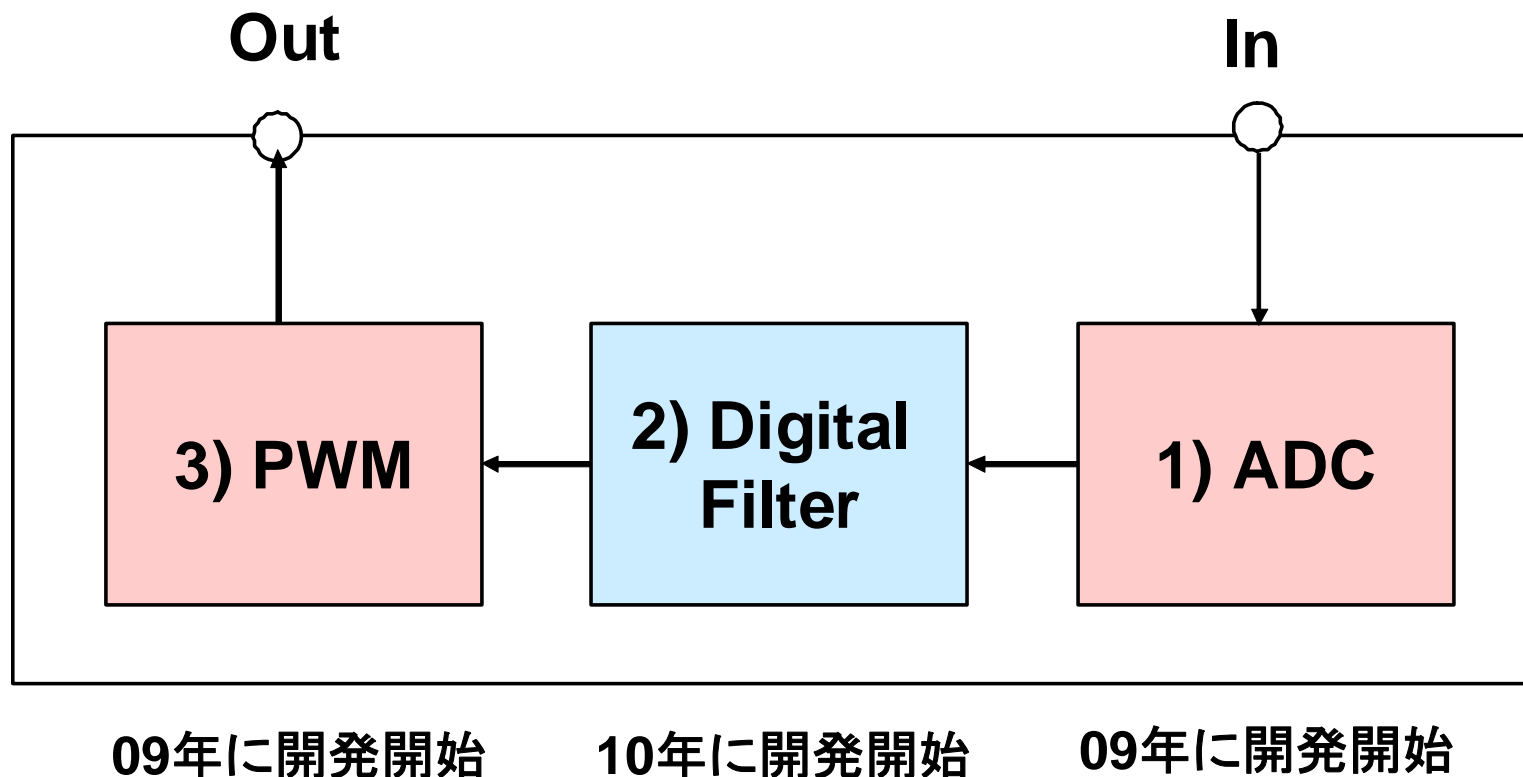 Out
In
3) PWM
2) Digital
Filter
1) ADC
09年に開発開始
10年に開発開始
09年に開発開始